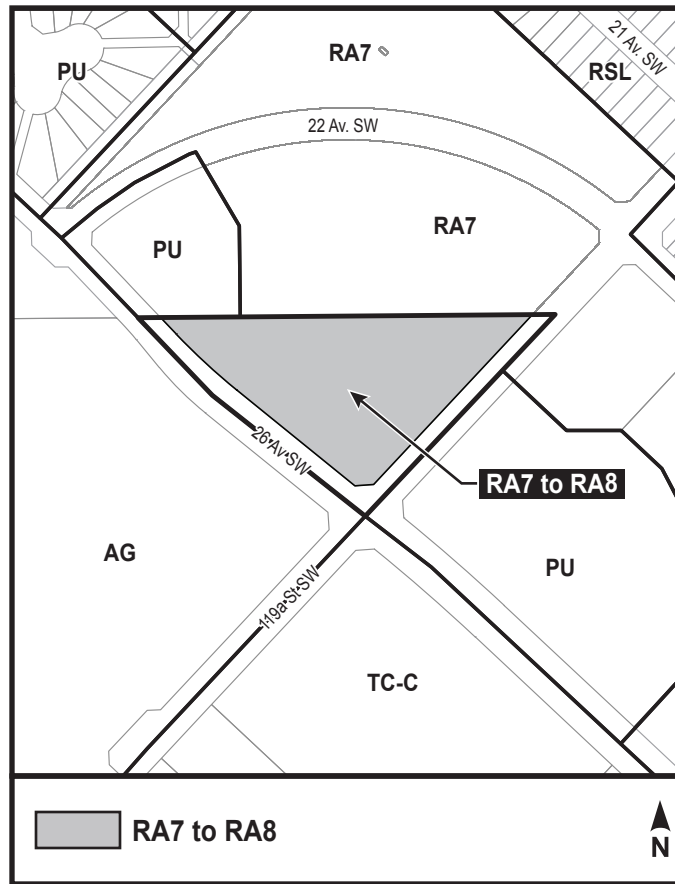 PU
RA7
RSL
21 Av. SW
22 Av. SW
PU
RA7
26 Av SW
RA7 to RA8
AG
119a St SW
PU
TC-C
RA7 to RA8
N